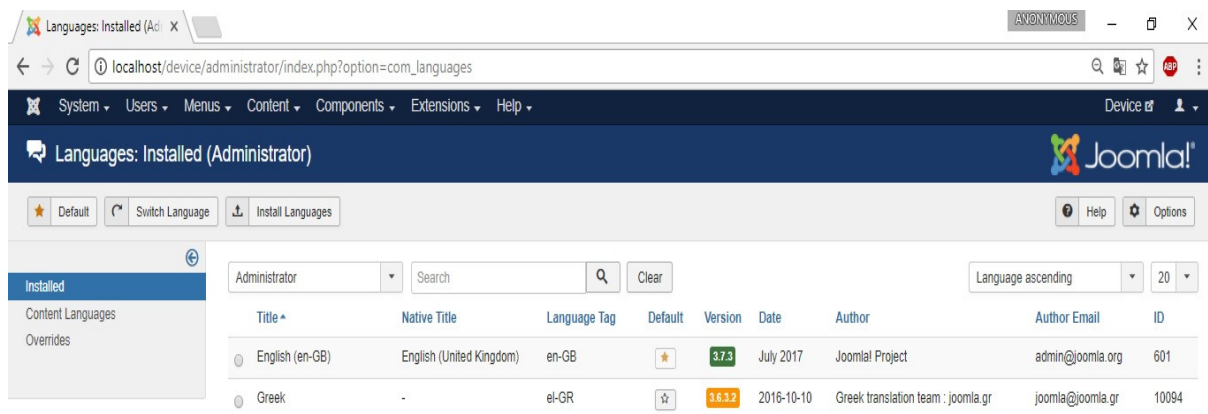 Languages: Installed (Ad
ANONYMOUS
localhost/device/administrator/index.php?option=com_languages
ABP
System Users Menus Content Components Extensions Help Device
Languages: Installed (Administrator) Joomla!
Default Switch Language Install Languages Help Options
Administrator Search Clear Language ascending 20
Installed
Content Languages
Overrides
Title Native Title Language Tag Default Version Date Author Author Email ID
English (en-GB) English (United Kingdom) en-GB 3.7.3 July 2017 Joomla! Project admin@joomla.org 601
Greek - el-GR 3.6.3.2 2016-10-10 Greek translation team : joomla.gr joomla@joomla.gr 10094